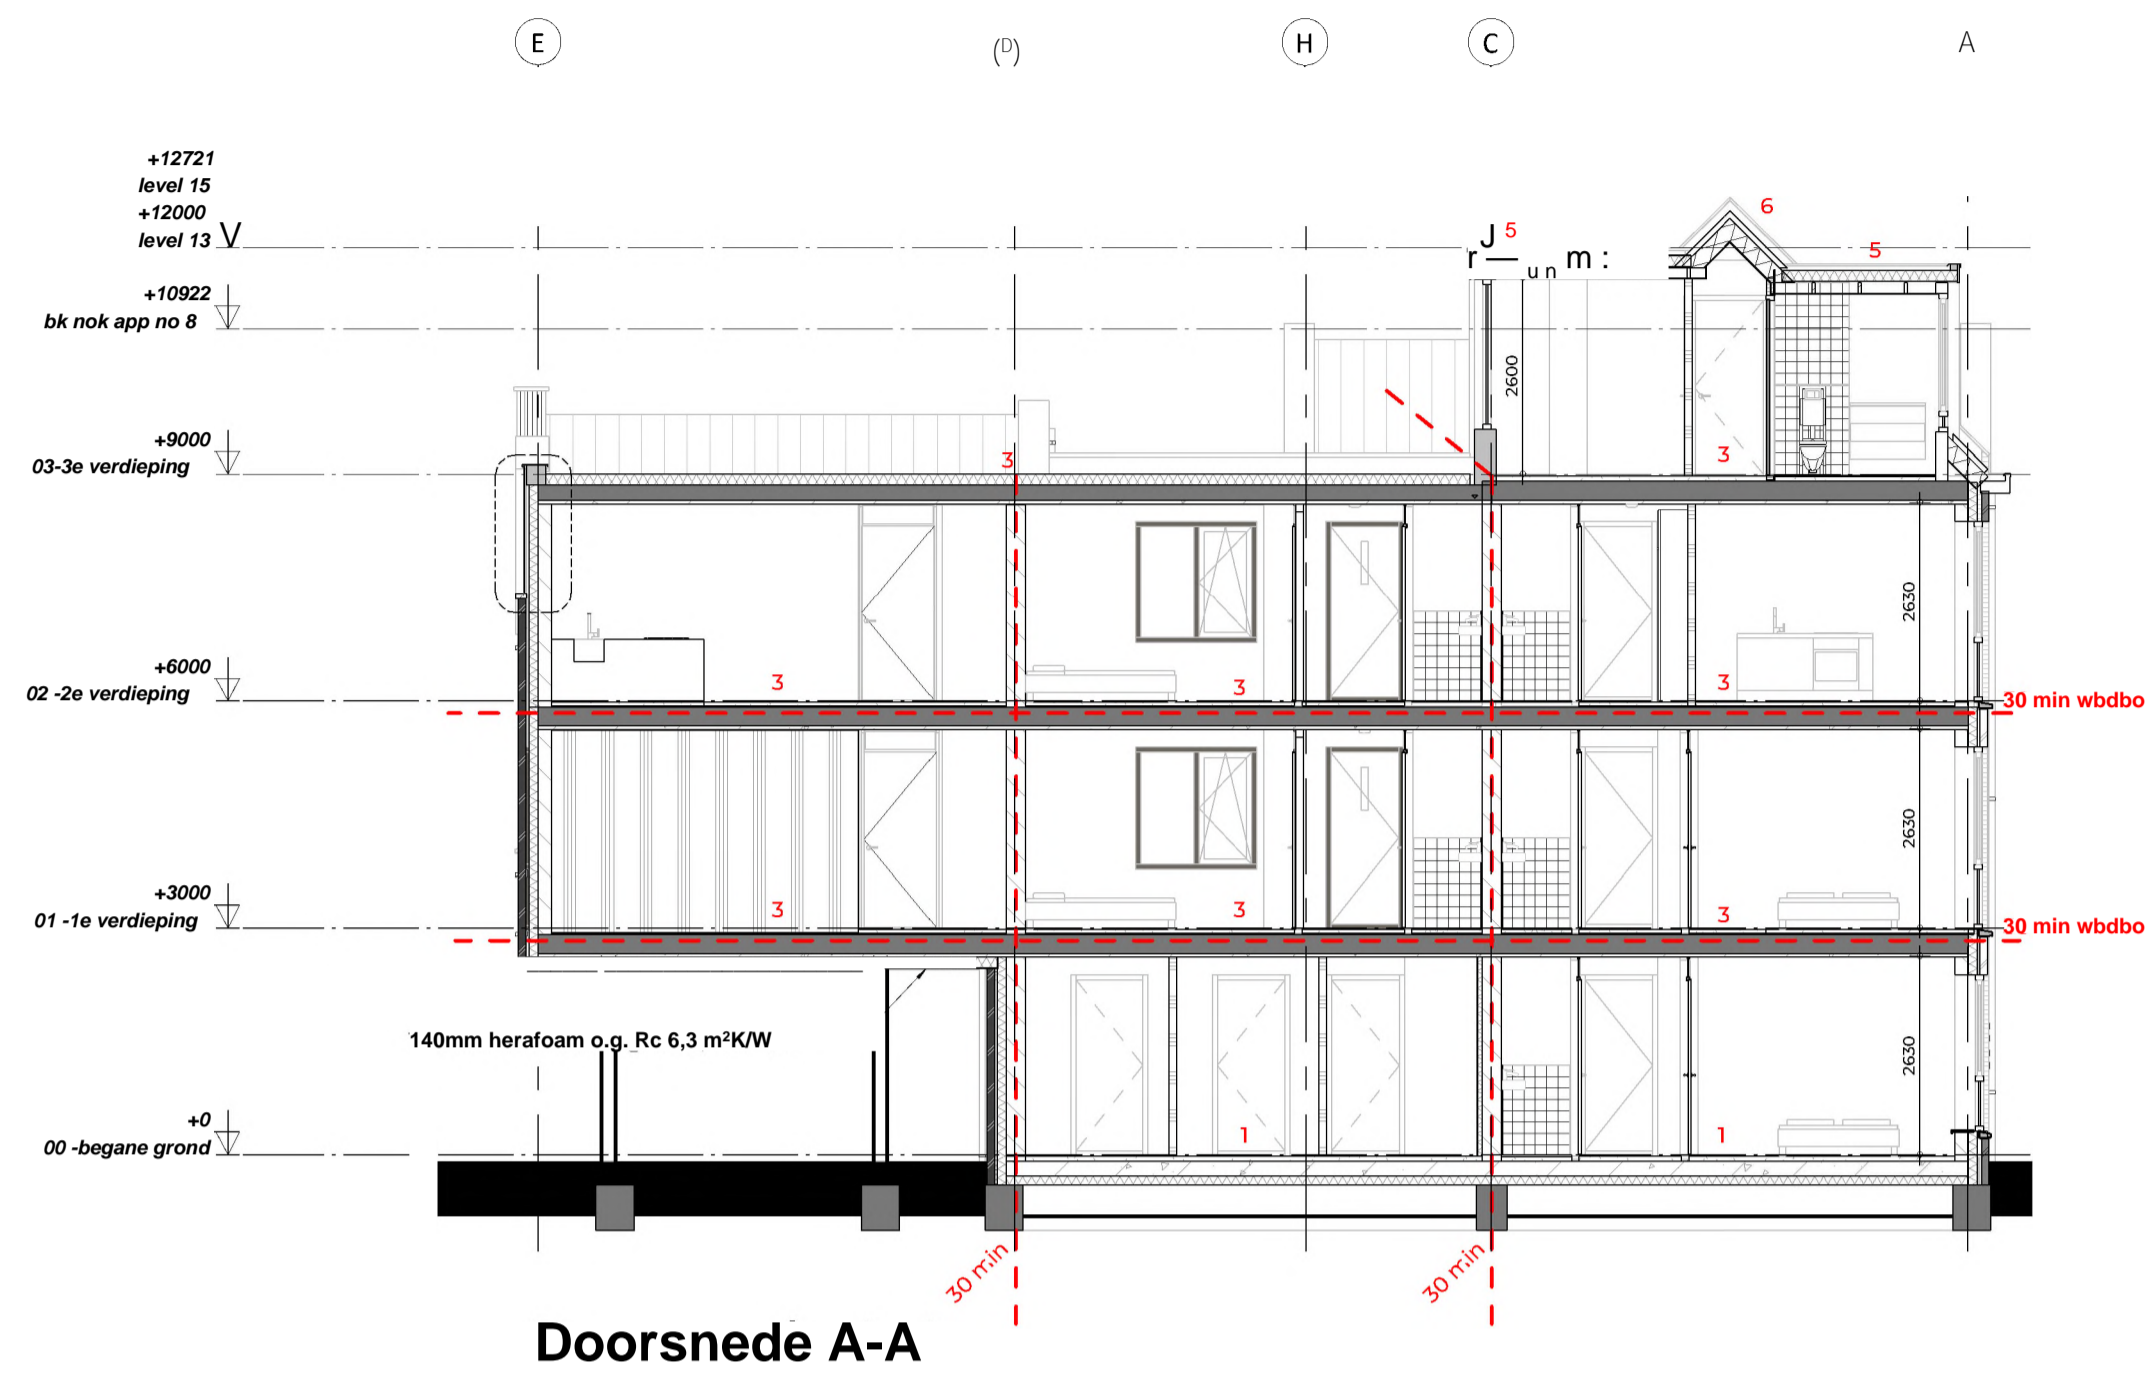 E (D) H C A
+12721
level 15
+12000
level 13 V
6
J 5
r — u n m :
5
+10922
bk nok app no 8
2600
+9000
03-3e verdieping
3
3
2630
+6000
02 -2e verdieping
3 3 3
30 min wbdbo
2630
+3000
01 -1e verdieping
3 3 3
30 min wbdbo
140mm herafoam o.g. Rc 6,3 m²K/W
2630
+0
00 -begane grond
1 1
30 min 30 min
Doorsnede A-A